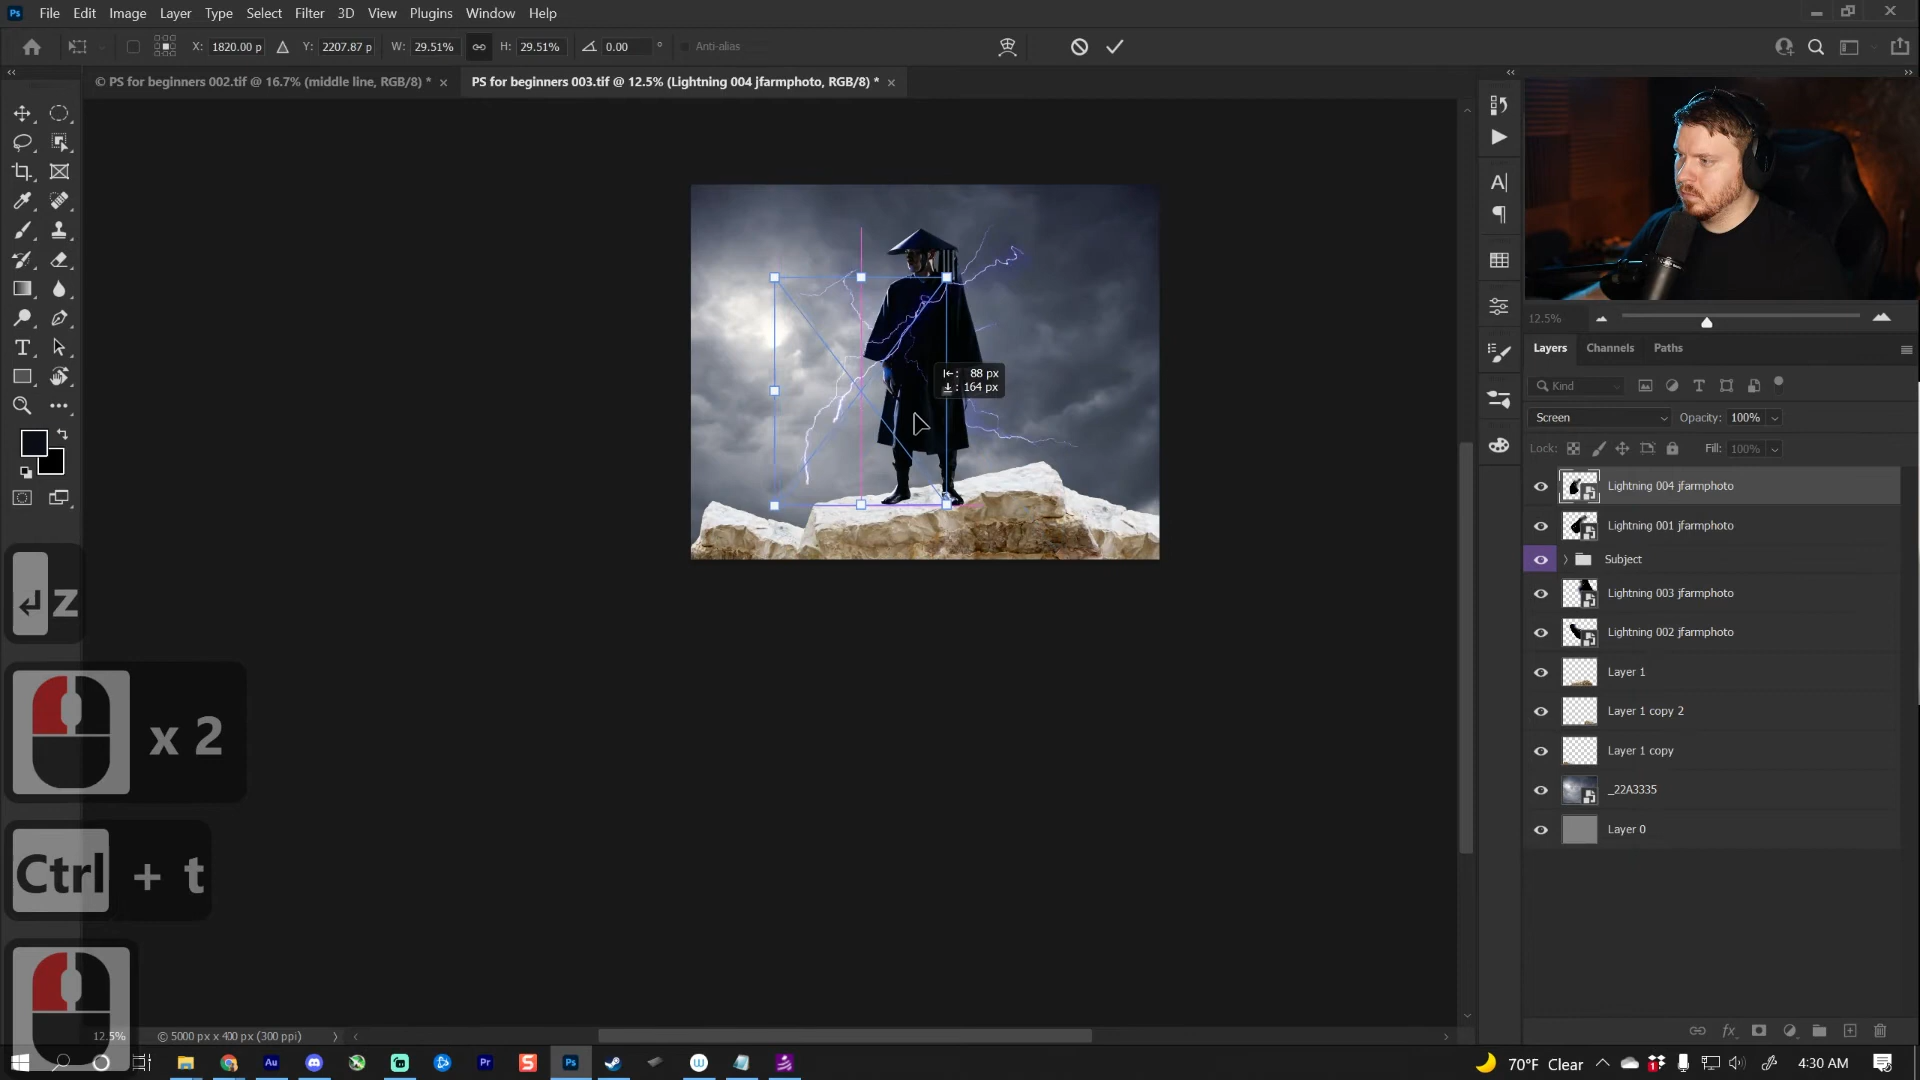 Ps File Edit Image Layer Type Select Filter 3D View Plugins Window Help
X: 1820.00 p Y: 2207.87 p W: 29.51% H: 29.51% 0.00 ° Anti-alias
© PS for beginners 002.tif @ 16.7% (middle line, RGB/8) * × PS for beginners 003.tif @ 12.5% (Lightning 004 jfarmphoto, RGB/8) * ×
12.5%
Layers Channels Paths
Kind
Screen Opacity: 100%
Lock: Fill: 100%
Lightning 004 jfarmphoto
Lightning 001 jfarmphoto
Subject
Lightning 003 jfarmphoto
Lightning 002 jfarmphoto
Layer 1
Layer 1 copy 2
Layer 1 copy
_22A3335
Layer 0
88 px
164 px
z
x 2
Ctrl + t
12.5% © 5000 px x 400 px (300 ppi)
Au Pr S Ps W 70°F Clear 4:30 AM